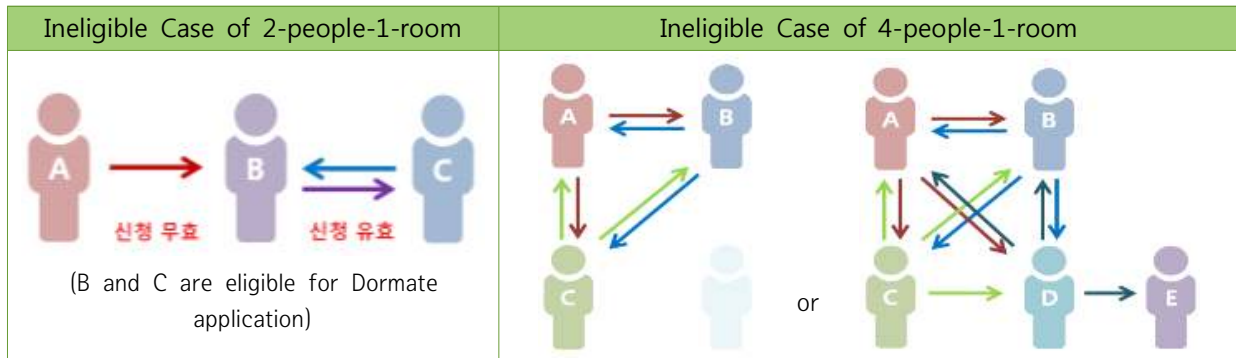 Ineligible Case of 2-people-1-room
Ineligible Case of 4-people-1-room
A B C
신청 무효 신청 유효
(B and C are eligible for Dormate
application)
A B
C
or
A B
C D E